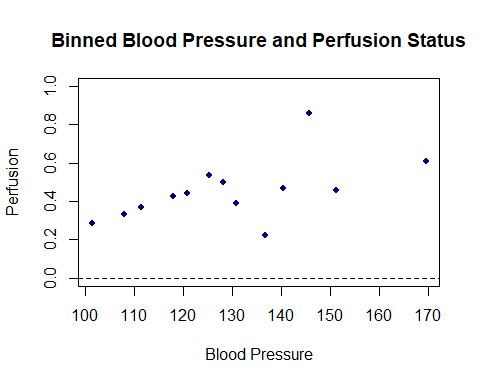 Binned Blood Pressure and Perfusion Status
Perfusion
1.0
0.8
0.6
0.4
0.2
0.0
100 110 120 130 140 150 160 170
Blood Pressure